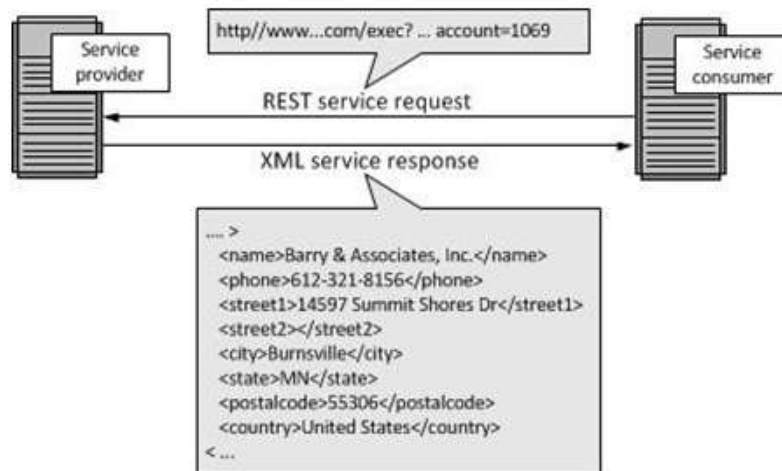 http//www...com/exec? ... account=1069
Service
provider
Service
consumer
REST service request
XML service response
.... >
<name>Barry & Associates, Inc.</name>
<phone>612-321-8156</phone>
<street1>14597 Summit Shores Dr</street1>
<street2></street2>
<city>Burnsville</city>
<state>MN</state>
<postalcode>55306</postalcode>
<country>United States</country>
< ...